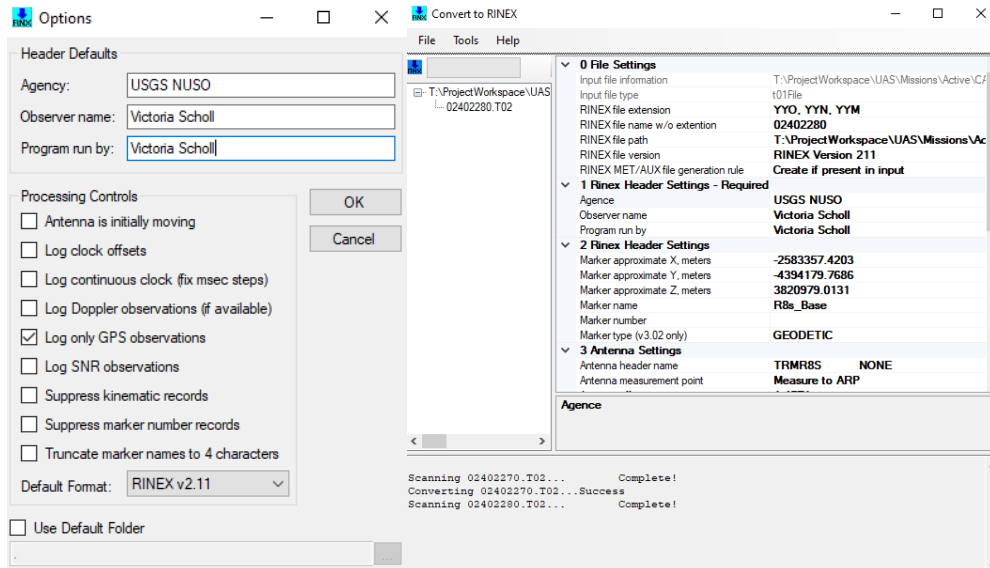 Options
Header Defaults
Agency: USGS NUSO
Observer name: Victoria Scholl
Program run by: Victoria Scholl
Processing Controls
Antenna is initially moving
Log clock offsets
Log continuous clock (fix msec steps)
Log Doppler observations (if available)
Log only GPS observations
Log SNR observations
Suppress kinematic records
Suppress marker number records
Truncate marker names to 4 characters
Default Format: RINEX v2.11
OK
Cancel
Use Default Folder
.
...
Convert to RINEX
File Tools Help
T:\ProjectWorkspace\UAS
02402280.T02
0 File Settings
Input file information T:\ProjectWorkspace\UAS\Missions\Active\CA
Input file type t01File
RINEX file extension YYO, YYN, YYM
RINEX file name w/o extention 02402280
RINEX file path T:\ProjectWorkspace\UAS\Missions\Ac
RINEX file version RINEX Version 211
RINEX MET/AUX file generation rule Create if present in input
1 Rinex Header Settings - Required
Agence USGS NUSO
Observer name Victoria Scholl
Program run by Victoria Scholl
2 Rinex Header Settings
Marker approximate X, meters -2583357.4203
Marker approximate Y, meters -4394179.7686
Marker approximate Z, meters 3820979.0131
Marker name R8s_Base
Marker number
Marker type (v3.02 only) GEODETIC
3 Antenna Settings
Antenna header name TRMR8S NONE
Antenna measurement point Measure to ARP
Agence
Scanning 02402270.T02... Complete!
Converting 02402270.T02...Success
Scanning 02402280.T02... Complete!